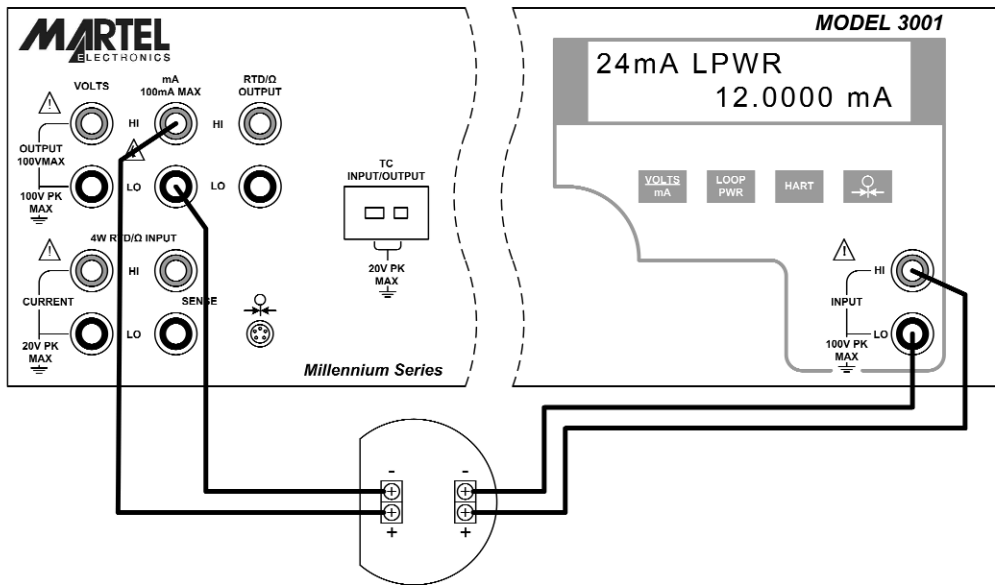 MARTEL
ELECTRONICS
MODEL 3001
24mA LPWR
12.0000 mA
VOLTS
mA
100mA MAX
RTD/Ω
OUTPUT
HI
HI
OUTPUT
100VMAX
LO
LO
100V PK
MAX
TC
INPUT/OUTPUT
20V PK
MAX
VOLTS
mA
LOOP
PWR
HART
4W RTD/Ω INPUT
HI
CURRENT
SENSE
LO
20V PK
MAX
HI
INPUT
LO
100V PK
MAX
Millennium Series
- -
+ +